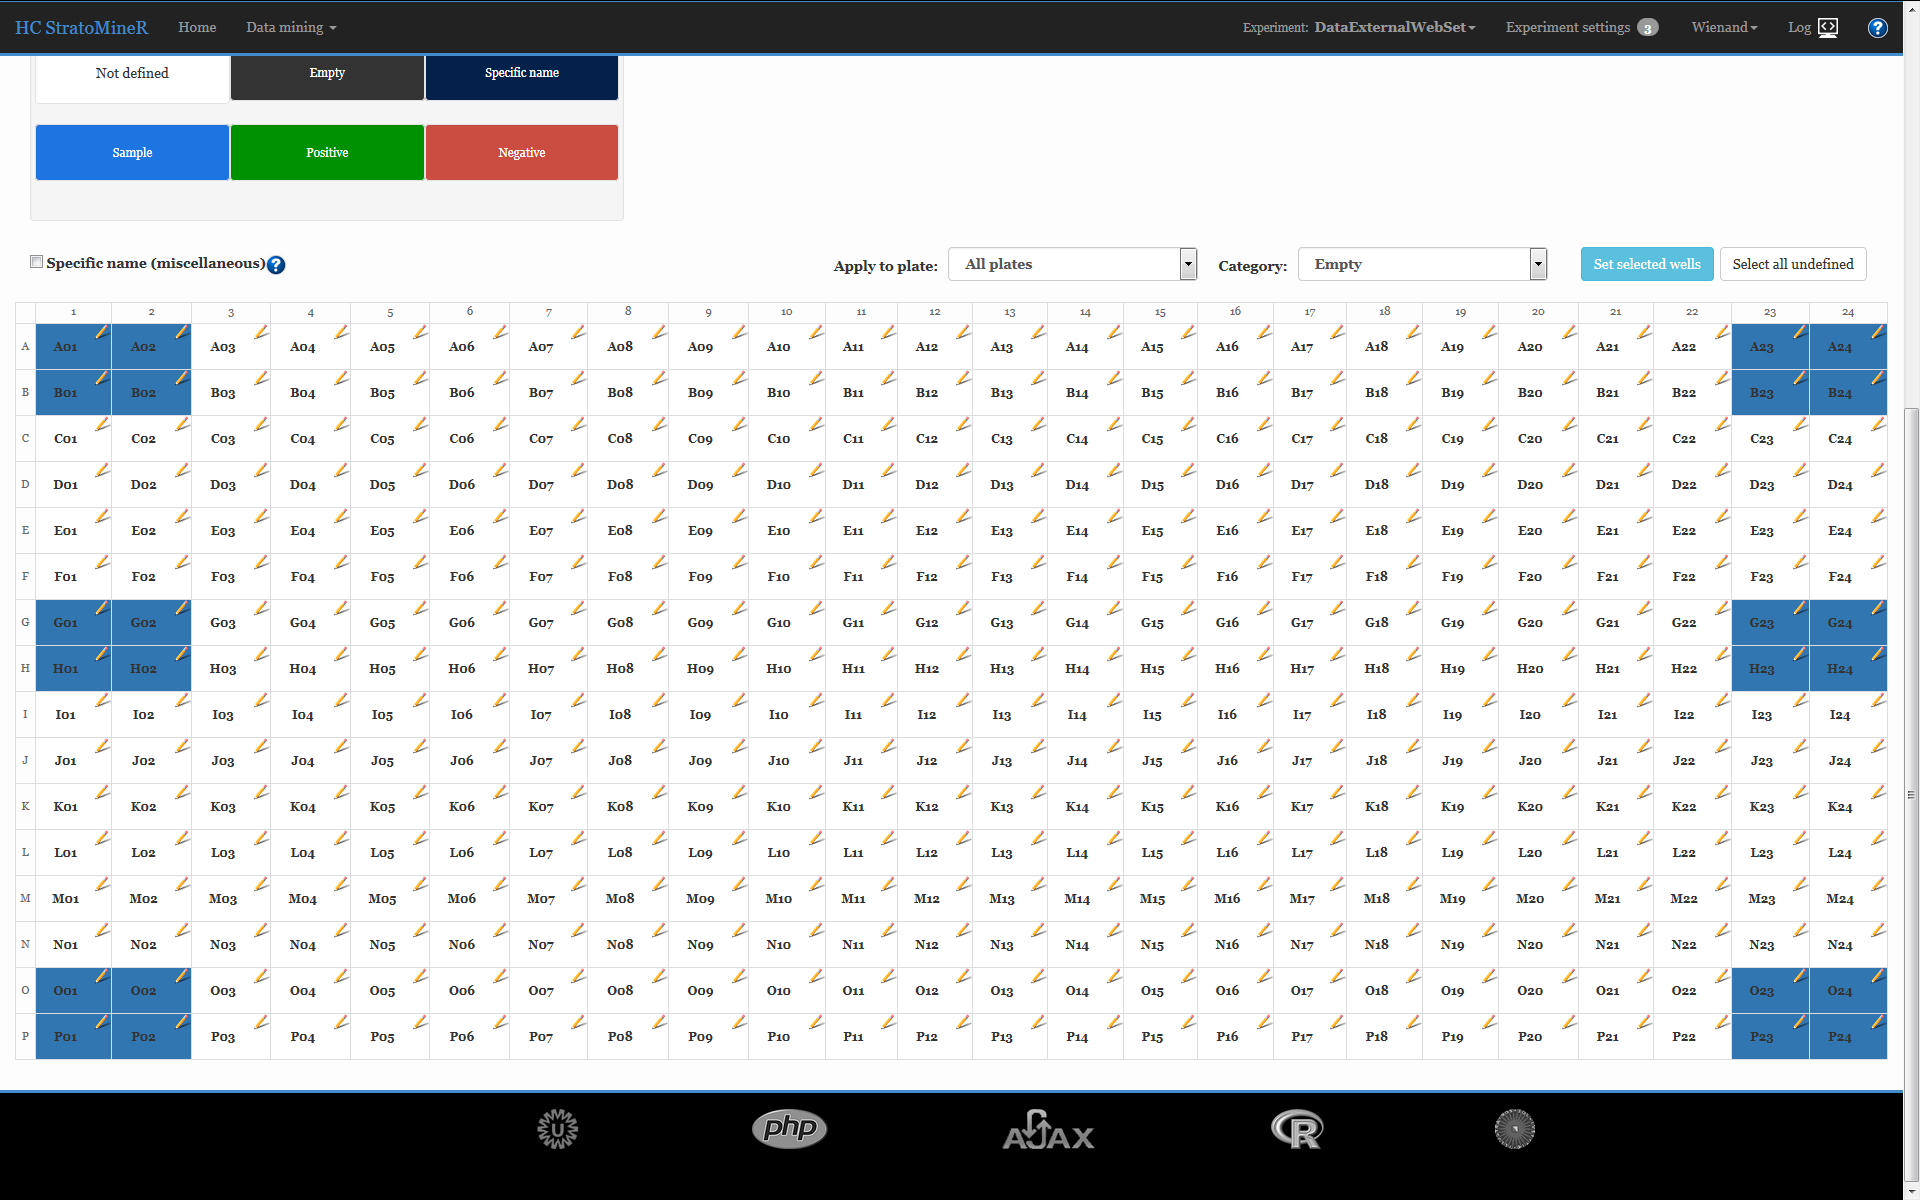 HC StratoMineR Home Data mining Experiment: DataExternalWebSet Experiment settings 3 Wienand Log ?
Not defined Empty Specific name
Sample Positive Negative
Specific name (miscellaneous) ? Apply to plate: All plates Category: Empty Set selected wells Select all undefined
1 2 3 4 5 6 7 8 9 10 11 12 13 14 15 16 17 18 19 20 21 22 23 24
A A01 A02 A03 A04 A05 A06 A07 A08 A09 A10 A11 A12 A13 A14 A15 A16 A17 A18 A19 A20 A21 A22 A23 A24
B B01 B02 B03 B04 B05 B06 B07 B08 B09 B10 B11 B12 B13 B14 B15 B16 B17 B18 B19 B20 B21 B22 B23 B24
C C01 C02 C03 C04 C05 C06 C07 C08 C09 C10 C11 C12 C13 C14 C15 C16 C17 C18 C19 C20 C21 C22 C23 C24
D D01 D02 D03 D04 D05 D06 D07 D08 D09 D10 D11 D12 D13 D14 D15 D16 D17 D18 D19 D20 D21 D22 D23 D24
E E01 E02 E03 E04 E05 E06 E07 E08 E09 E10 E11 E12 E13 E14 E15 E16 E17 E18 E19 E20 E21 E22 E23 E24
F F01 F02 F03 F04 F05 F06 F07 F08 F09 F10 F11 F12 F13 F14 F15 F16 F17 F18 F19 F20 F21 F22 F23 F24
G G01 G02 G03 G04 G05 G06 G07 G08 G09 G10 G11 G12 G13 G14 G15 G16 G17 G18 G19 G20 G21 G22 G23 G24
H H01 H02 H03 H04 H05 H06 H07 H08 H09 H10 H11 H12 H13 H14 H15 H16 H17 H18 H19 H20 H21 H22 H23 H24
I I01 I02 I03 I04 I05 I06 I07 I08 I09 I10 I11 I12 I13 I14 I15 I16 I17 I18 I19 I20 I21 I22 I23 I24
J J01 J02 J03 J04 J05 J06 J07 J08 J09 J10 J11 J12 J13 J14 J15 J16 J17 J18 J19 J20 J21 J22 J23 J24
K K01 K02 K03 K04 K05 K06 K07 K08 K09 K10 K11 K12 K13 K14 K15 K16 K17 K18 K19 K20 K21 K22 K23 K24
L L01 L02 L03 L04 L05 L06 L07 L08 L09 L10 L11 L12 L13 L14 L15 L16 L17 L18 L19 L20 L21 L22 L23 L24
M M01 M02 M03 M04 M05 M06 M07 M08 M09 M10 M11 M12 M13 M14 M15 M16 M17 M18 M19 M20 M21 M22 M23 M24
N N01 N02 N03 N04 N05 N06 N07 N08 N09 N10 N11 N12 N13 N14 N15 N16 N17 N18 N19 N20 N21 N22 N23 N24
O O01 O02 O03 O04 O05 O06 O07 O08 O09 O10 O11 O12 O13 O14 O15 O16 O17 O18 O19 O20 O21 O22 O23 O24
P P01 P02 P03 P04 P05 P06 P07 P08 P09 P10 P11 P12 P13 P14 P15 P16 P17 P18 P19 P20 P21 P22 P23 P24
U php AJAX R